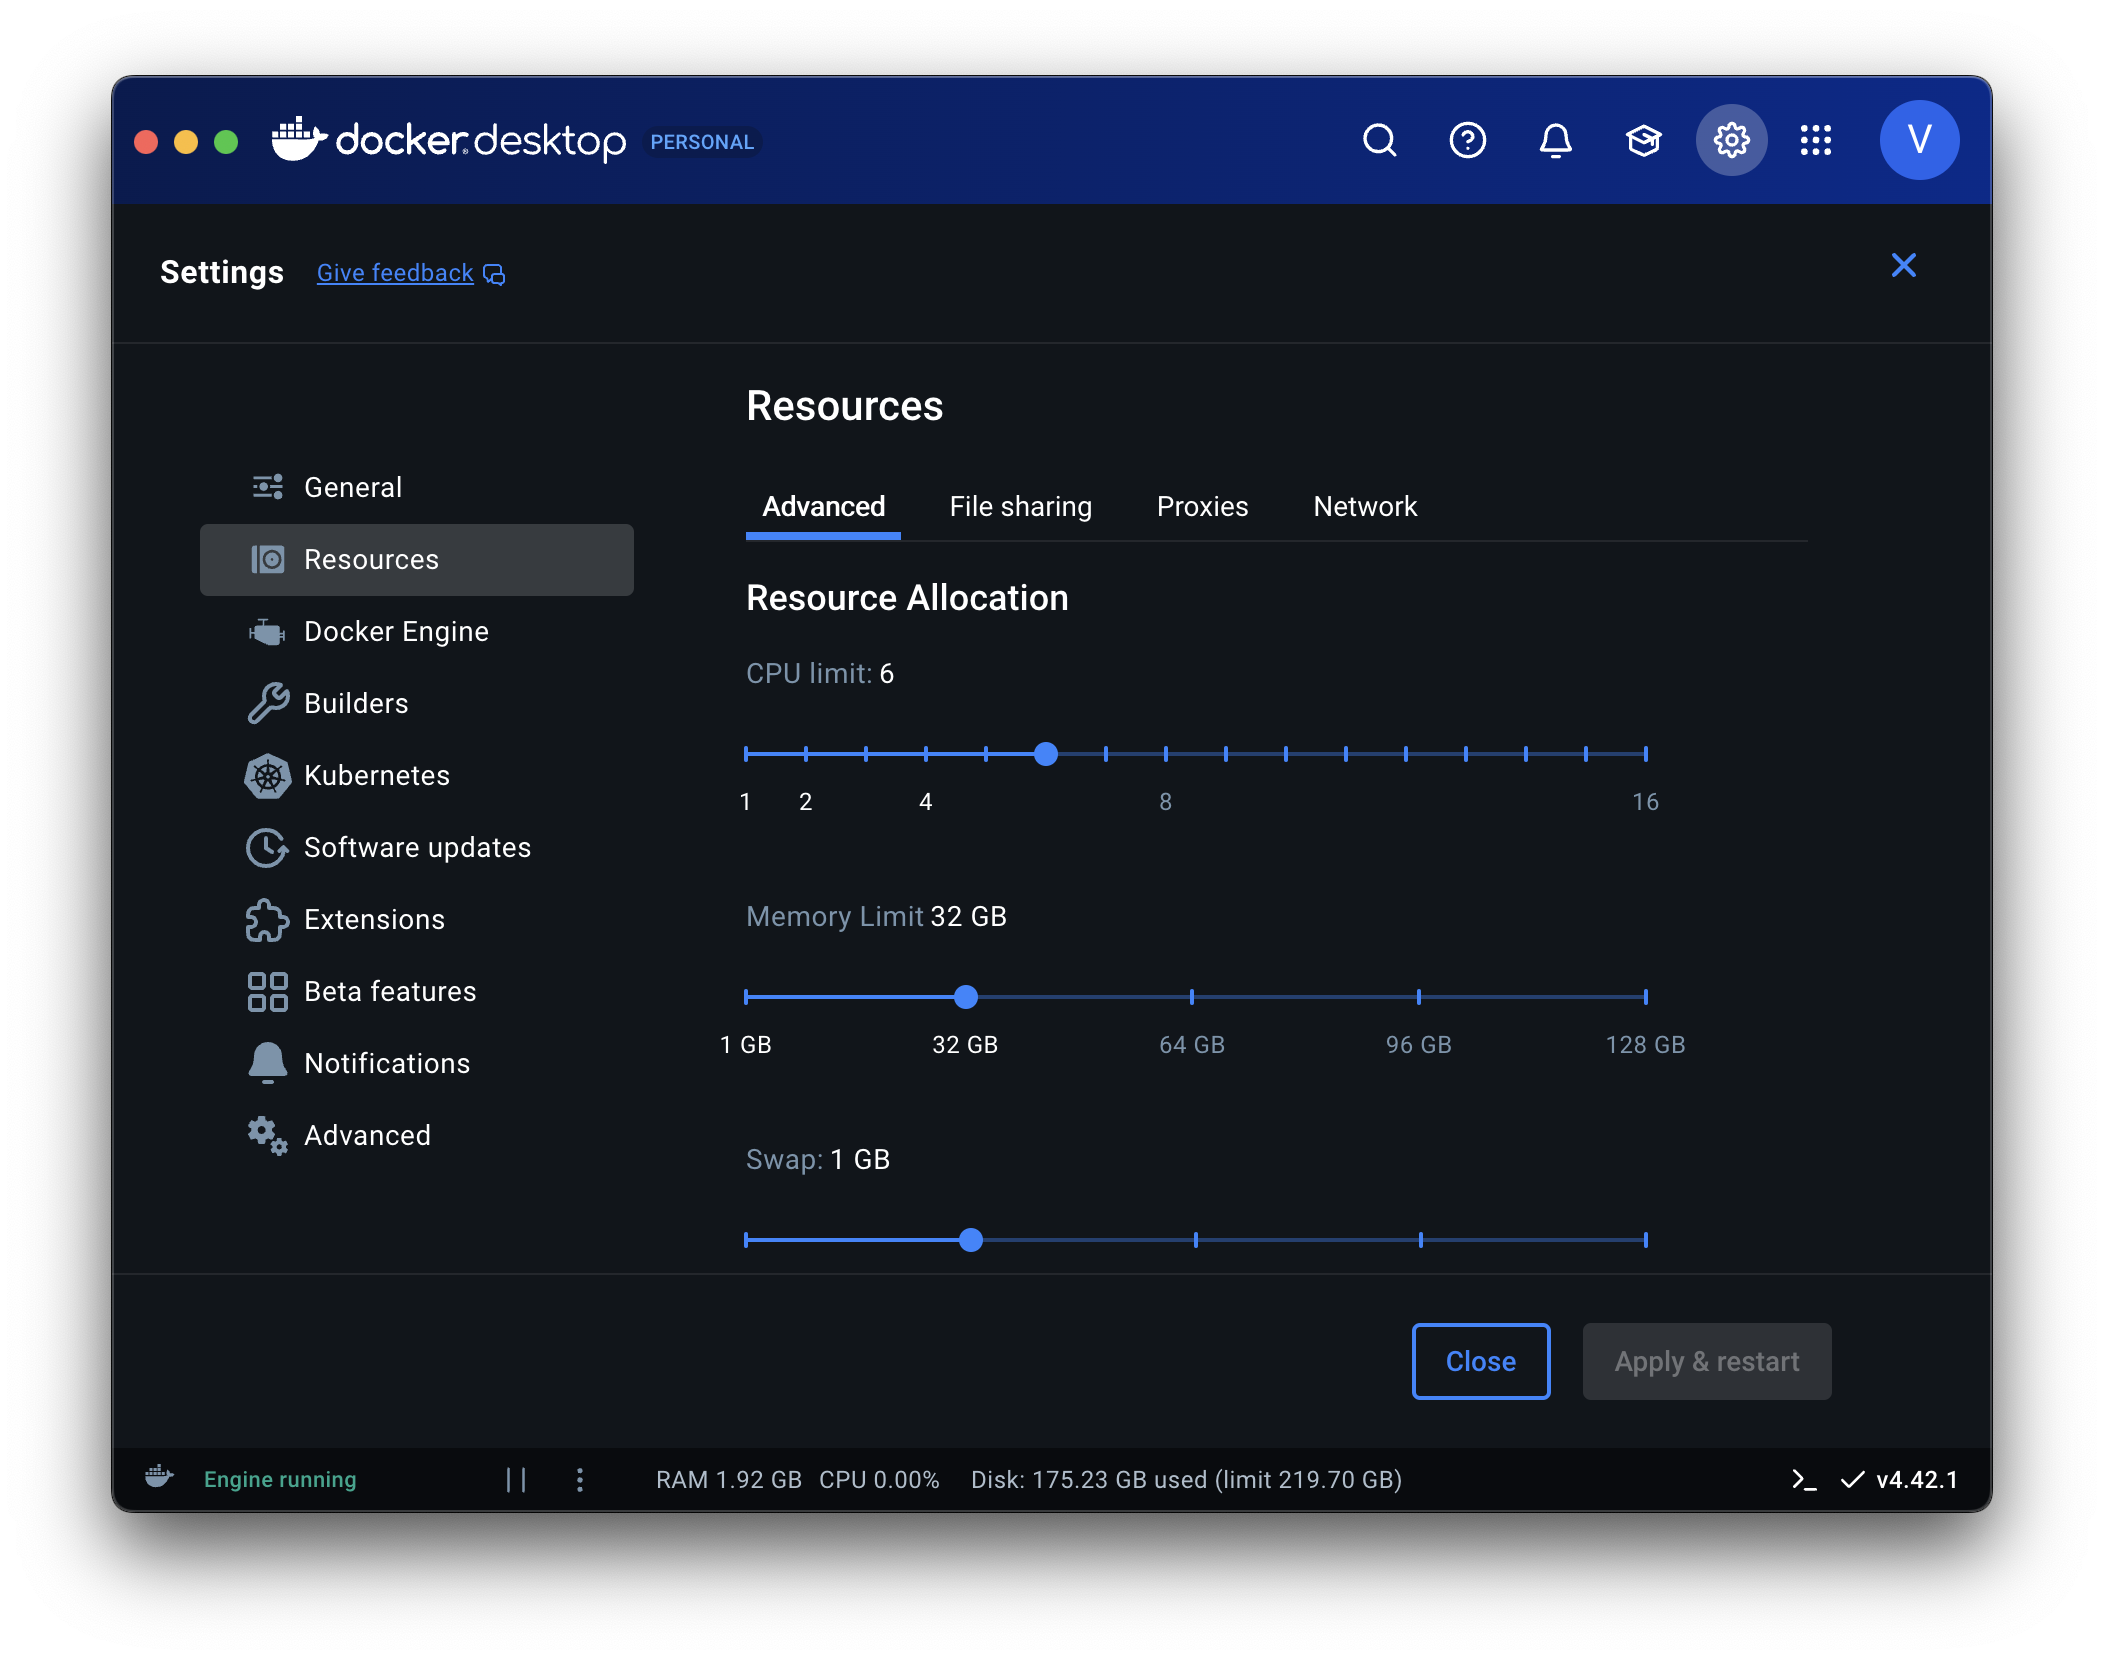 docker desktop PERSONAL V
Settings Give feedback
Resources
General
Resources
Docker Engine
Builders
Kubernetes
Software updates
Extensions
Beta features
Notifications
Advanced
Advanced File sharing Proxies Network
Resource Allocation
CPU limit: 6
1 2 4 8 16
Memory Limit 32 GB
1 GB 32 GB 64 GB 96 GB 128 GB
Swap: 1 GB
Close Apply & restart
Engine running RAM 1.92 GB CPU 0.00% Disk: 175.23 GB used (limit 219.70 GB) v4.42.1